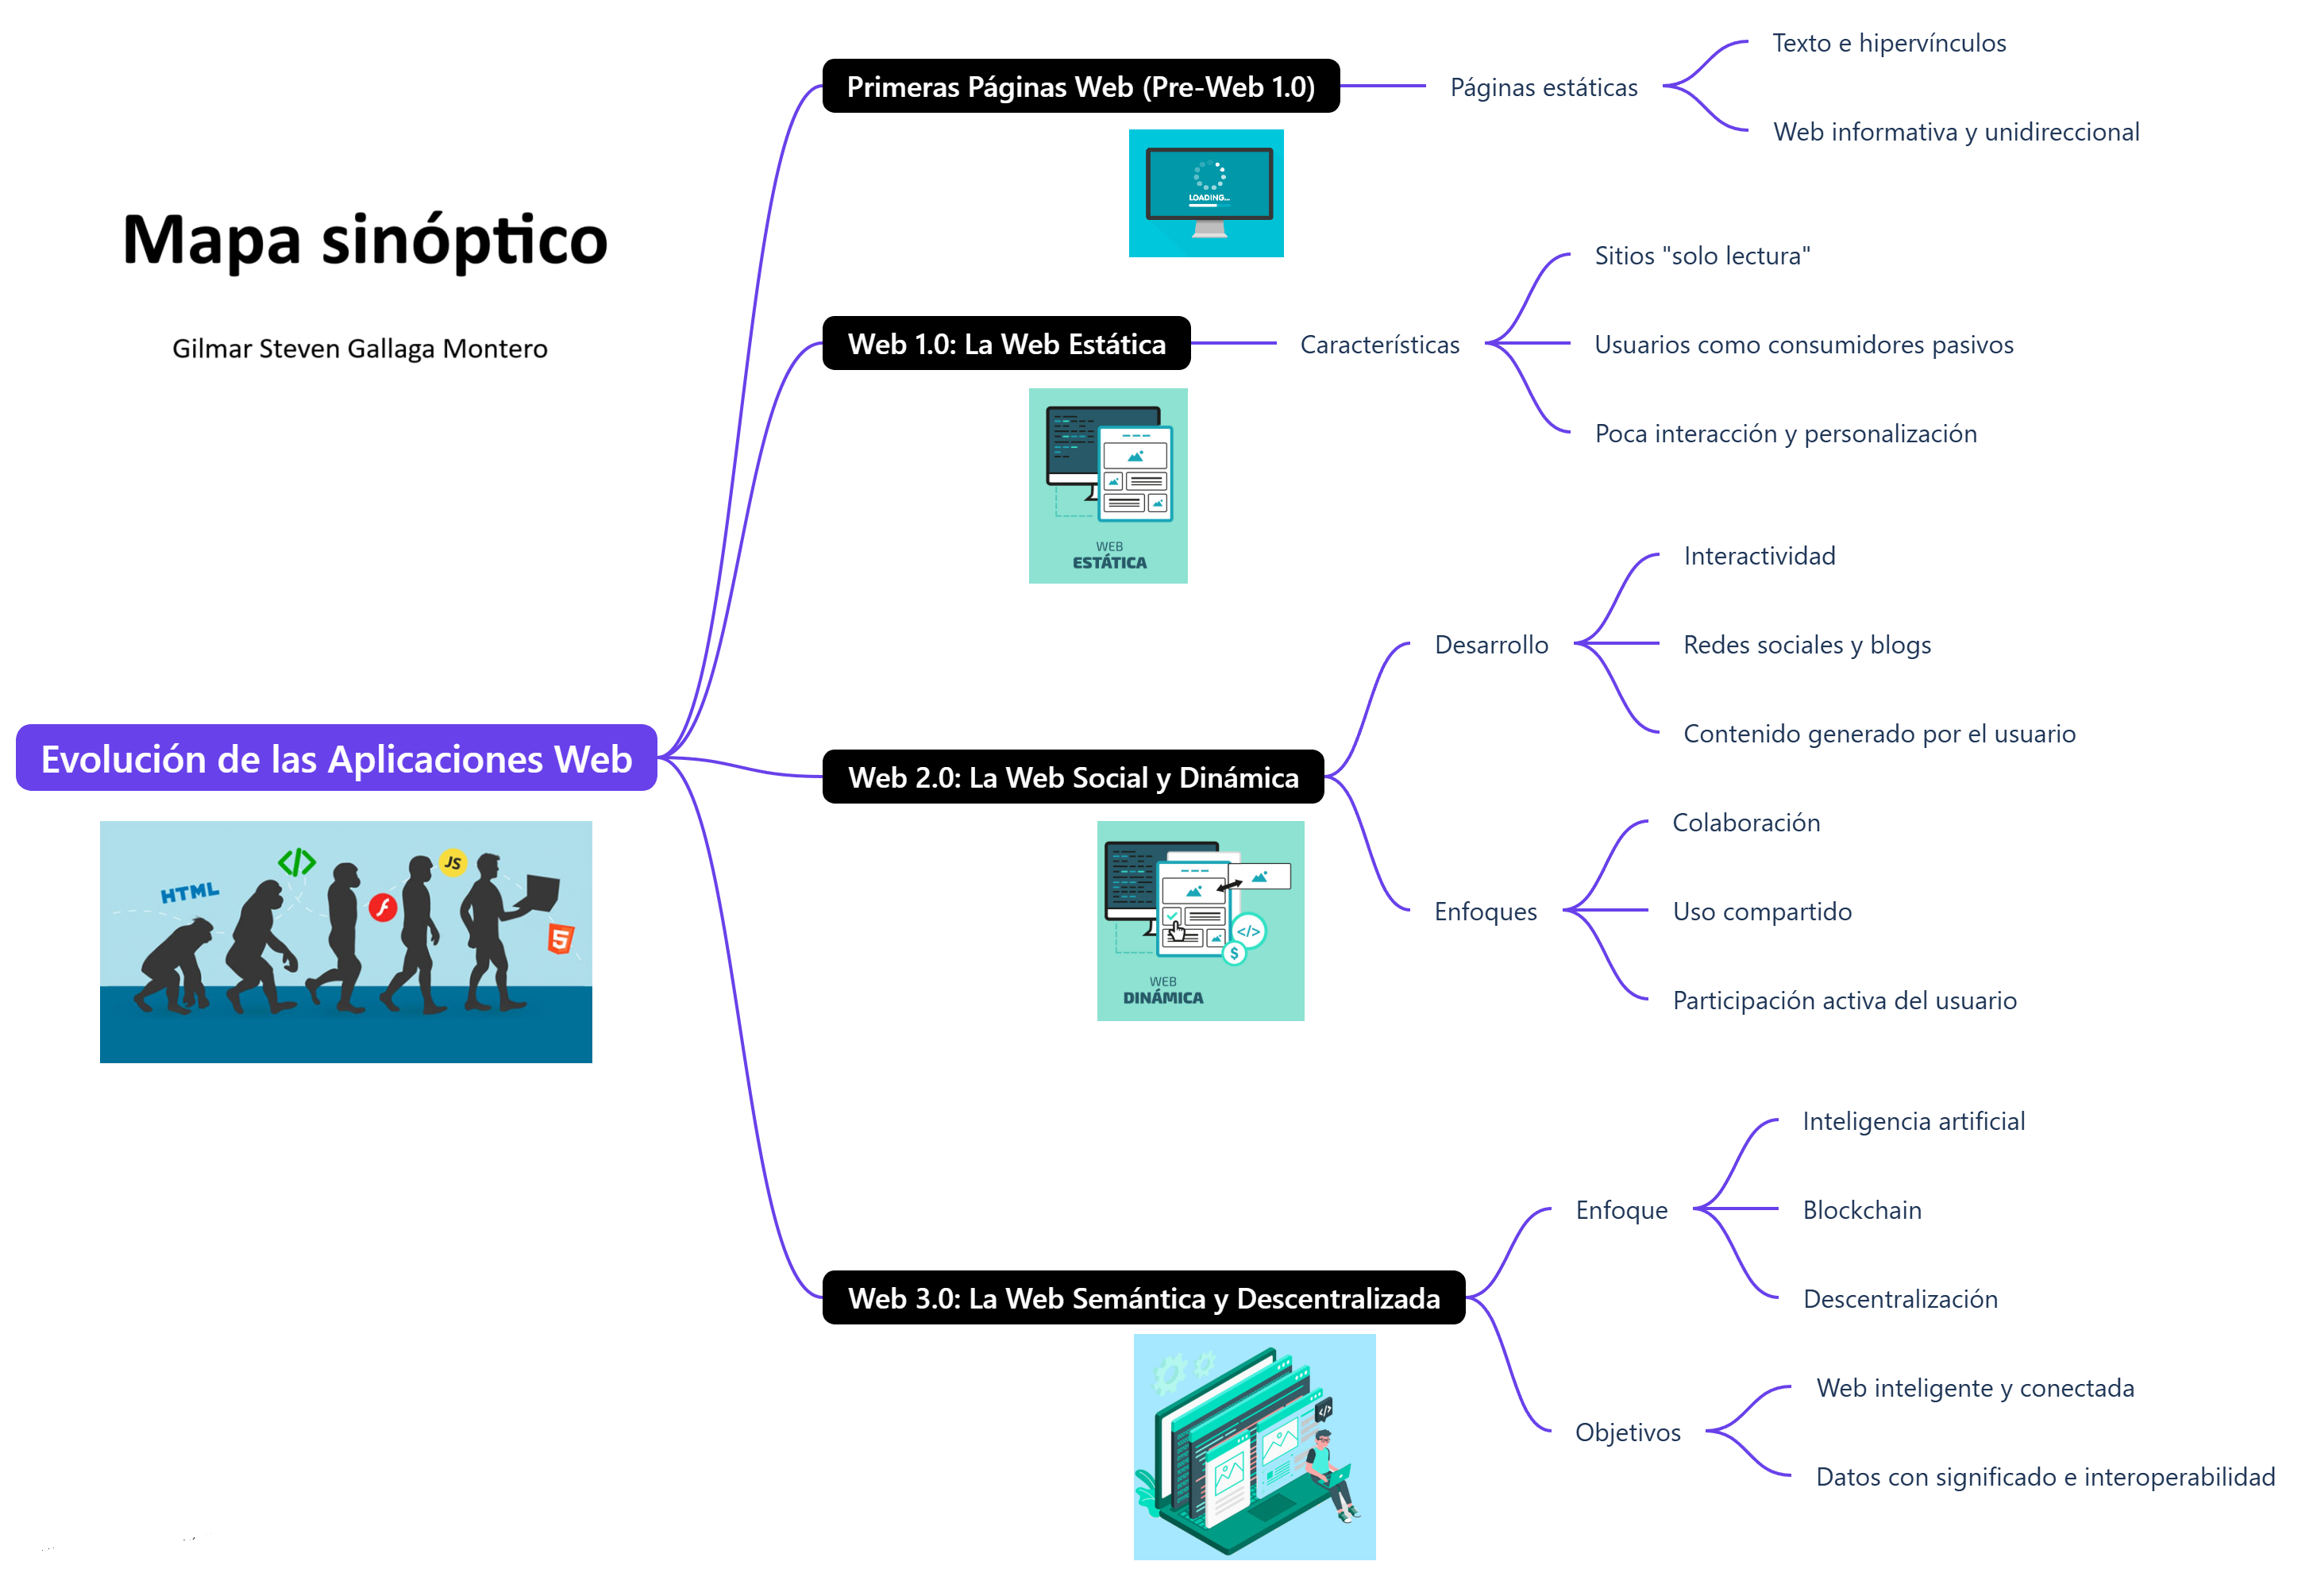 Mapa sinóptico
Gilmar Steven Gallaga Montero
Evolución de las Aplicaciones Web
HTML
</>
JS
5
Primeras Páginas Web (Pre-Web 1.0)
LOADING...
Páginas estáticas
Texto e hipervínculos
Web informativa y unidireccional
Web 1.0: La Web Estática
WEB
ESTÁTICA
Características
Sitios "solo lectura"
Usuarios como consumidores pasivos
Poca interacción y personalización
Web 2.0: La Web Social y Dinámica
</>
$
WEB
DINÁMICA
Desarrollo
Interactividad
Redes sociales y blogs
Contenido generado por el usuario
Enfoques
Colaboración
Uso compartido
Participación activa del usuario
Web 3.0: La Web Semántica y Descentralizada
</>
Enfoque
Inteligencia artificial
Blockchain
Descentralización
Objetivos
Web inteligente y conectada
Datos con significado e interoperabilidad